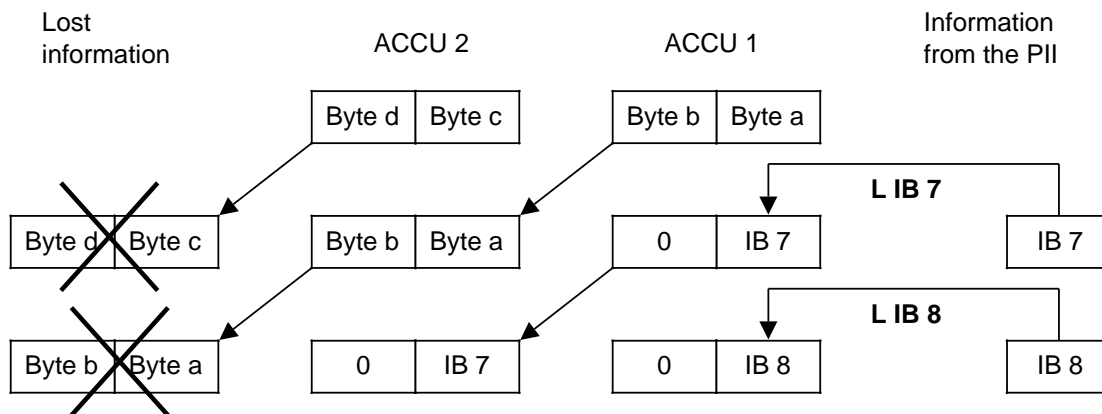 Lost
information
ACCU 2
ACCU 1
Information
from the PII
Byte d Byte c
Byte b Byte a
L IB 7
Byte d Byte c
Byte b Byte a
0 IB 7
IB 7
L IB 8
Byte b Byte a
0 IB 7
0 IB 8
IB 8